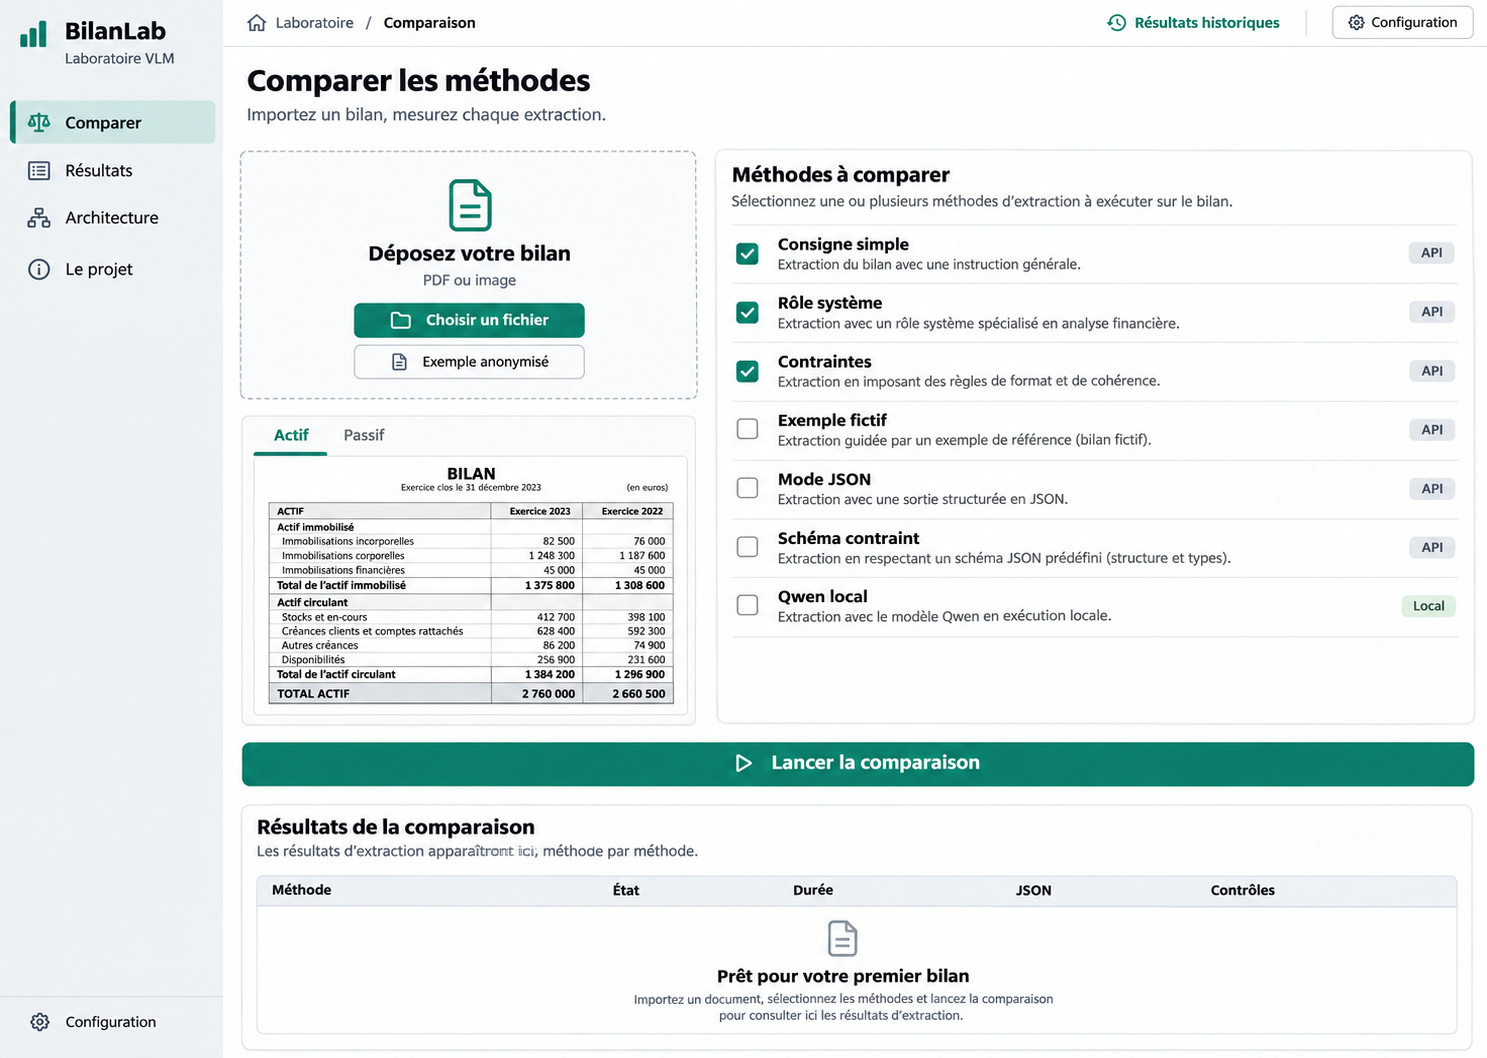 BilanLab
Laboratoire VLM
Comparer
Résultats
Architecture
Le projet
Configuration
Laboratoire / Comparaison
Résultats historiques
Configuration
Comparer les méthodes
Importez un bilan, mesurez chaque extraction.
Déposez votre bilan
PDF ou image
Choisir un fichier
Exemple anonymisé
Actif Passif
BILAN
Exercice clos le 31 décembre 2023 (en euros)
ACTIF Exercice 2023 Exercice 2022
Actif immobilisé
Immobilisations incorporelles 82 500 76 000
Immobilisations corporelles 1 248 300 1 187 600
Immobilisations financières 45 000 45 000
Total de l'actif immobilisé 1 375 800 1 308 600
Actif circulant
Stocks et en-cours 412 700 398 100
Créances clients et comptes rattachés 628 400 592 300
Autres créances 86 200 74 900
Disponibilités 256 900 231 600
Total de l'actif circulant 1 384 200 1 296 900
TOTAL ACTIF 2 760 000 2 660 500
Méthodes à comparer
Sélectionnez une ou plusieurs méthodes d'extraction à exécuter sur le bilan.
Consigne simple
Extraction du bilan avec une instruction générale.
API
Rôle système
Extraction avec un rôle système spécialisé en analyse financière.
API
Contraintes
Extraction en imposant des règles de format et de cohérence.
API
Exemple fictif
Extraction guidée par un exemple de référence (bilan fictif).
API
Mode JSON
Extraction avec une sortie structurée en JSON.
API
Schéma contraint
Extraction en respectant un schéma JSON prédéfini (structure et types).
API
Qwen local
Extraction avec le modèle Qwen en exécution locale.
Local
Lancer la comparaison
Résultats de la comparaison
Les résultats d'extraction apparaîtront ici, méthode par méthode.
Méthode État Durée JSON Contrôles
Prêt pour votre premier bilan
Importez un document, sélectionnez les méthodes et lancez la comparaison
pour consulter ici les résultats d'extraction.